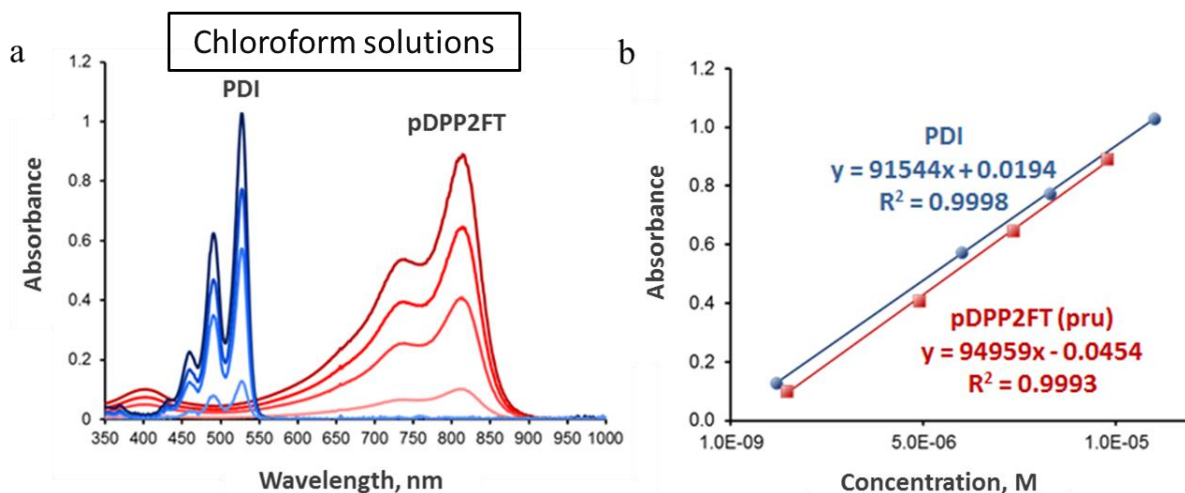 Chloroform solutions
a
PDI
pDPP2FT
1.2
1
0.8
0.6
0.4
0.2
0
350 400 450 500 550 600 650 700 750 800 850 900 950 1000
Absorbance
Wavelength, nm
b
1.2
1.0
0.8
0.6
0.4
0.2
0.0
1.0E-09 5.0E-06 1.0E-05
Absorbance
Concentration, M
PDI
y = 91544x + 0.0194
R² = 0.9998
pDPP2FT (pru)
y = 94959x - 0.0454
R² = 0.9993